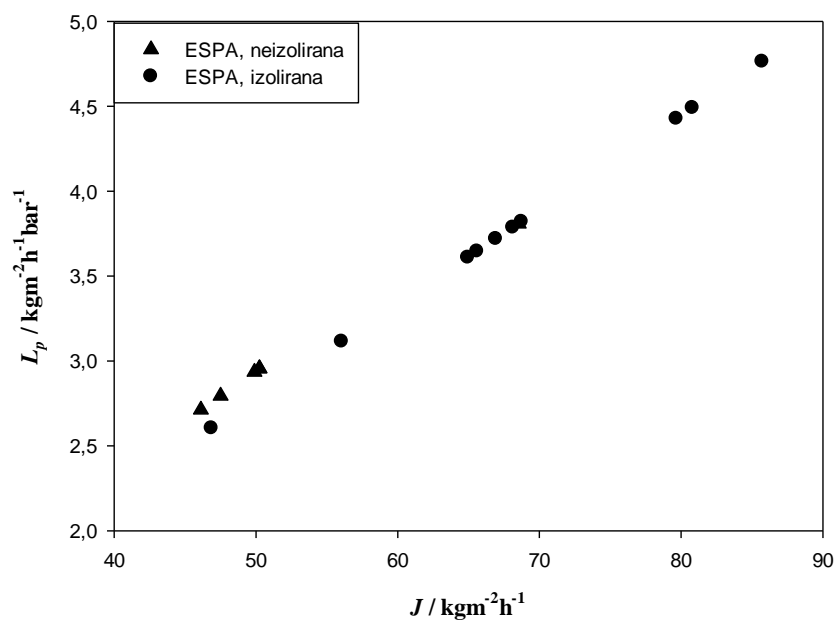 5,0
ESPA, neizolirana
ESPA, izolirana
4,5
4,0
3,5
3,0
2,5
2,0
L_p / kgm⁻²h⁻¹bar⁻¹
40 50 60 70 80 90
J / kgm⁻²h⁻¹